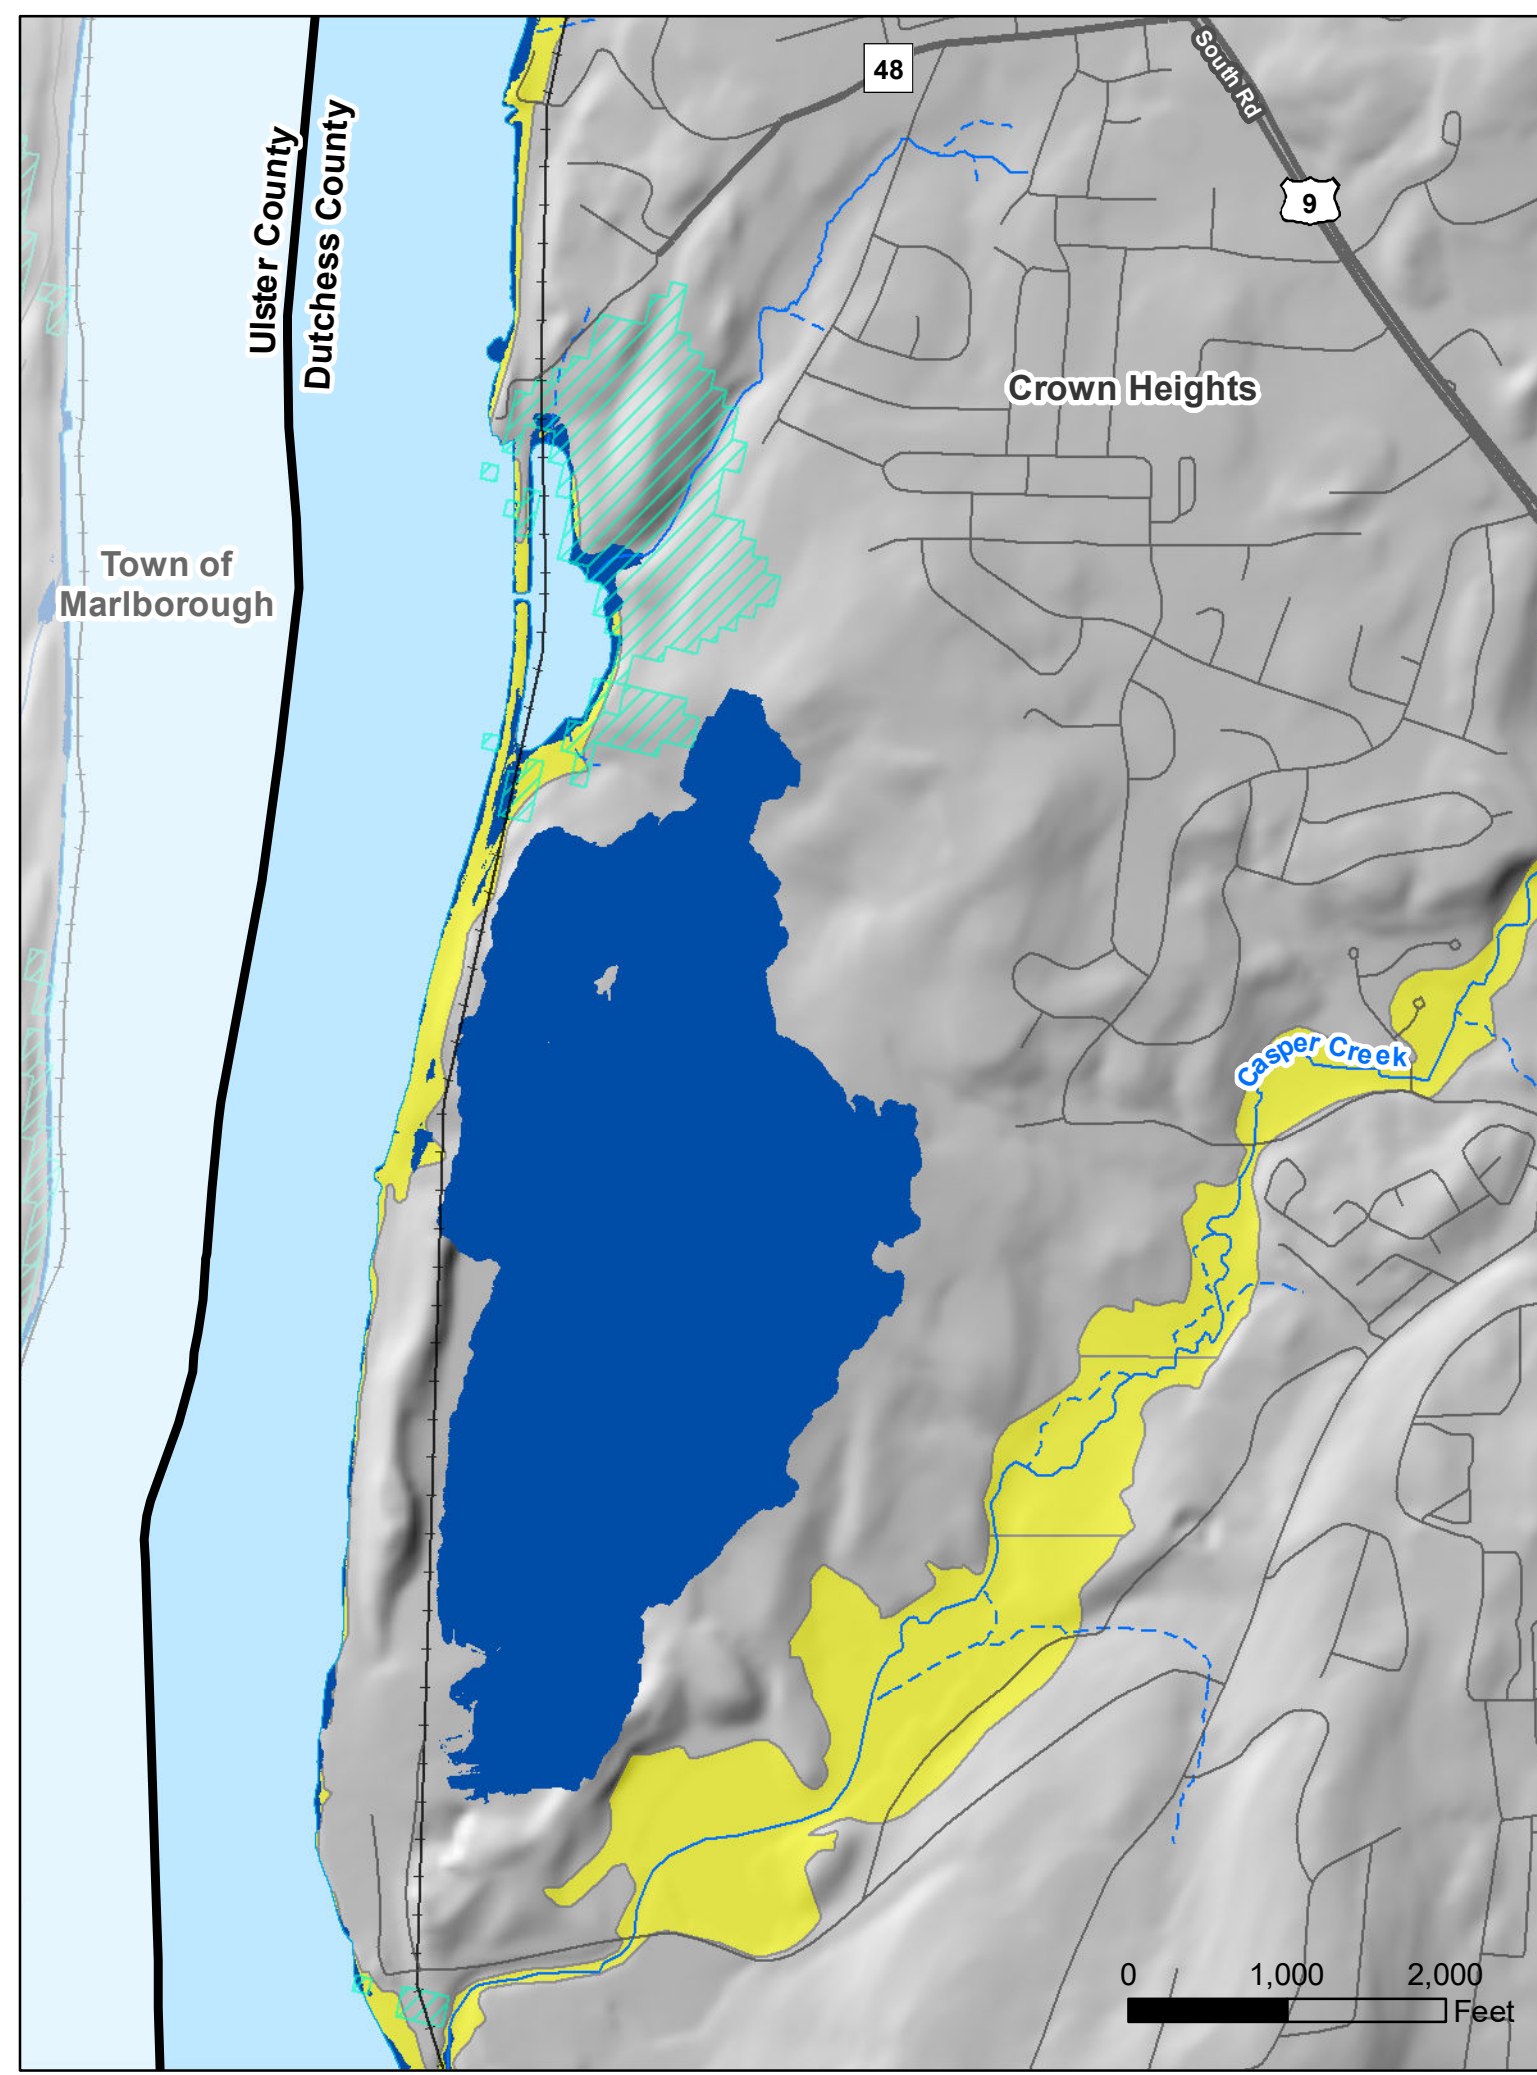 48
South Rd
9
Ulster County
Dutchess County
Crown Heights
Town of
Marlborough
Casper Creek
0 1,000 2,000
Feet